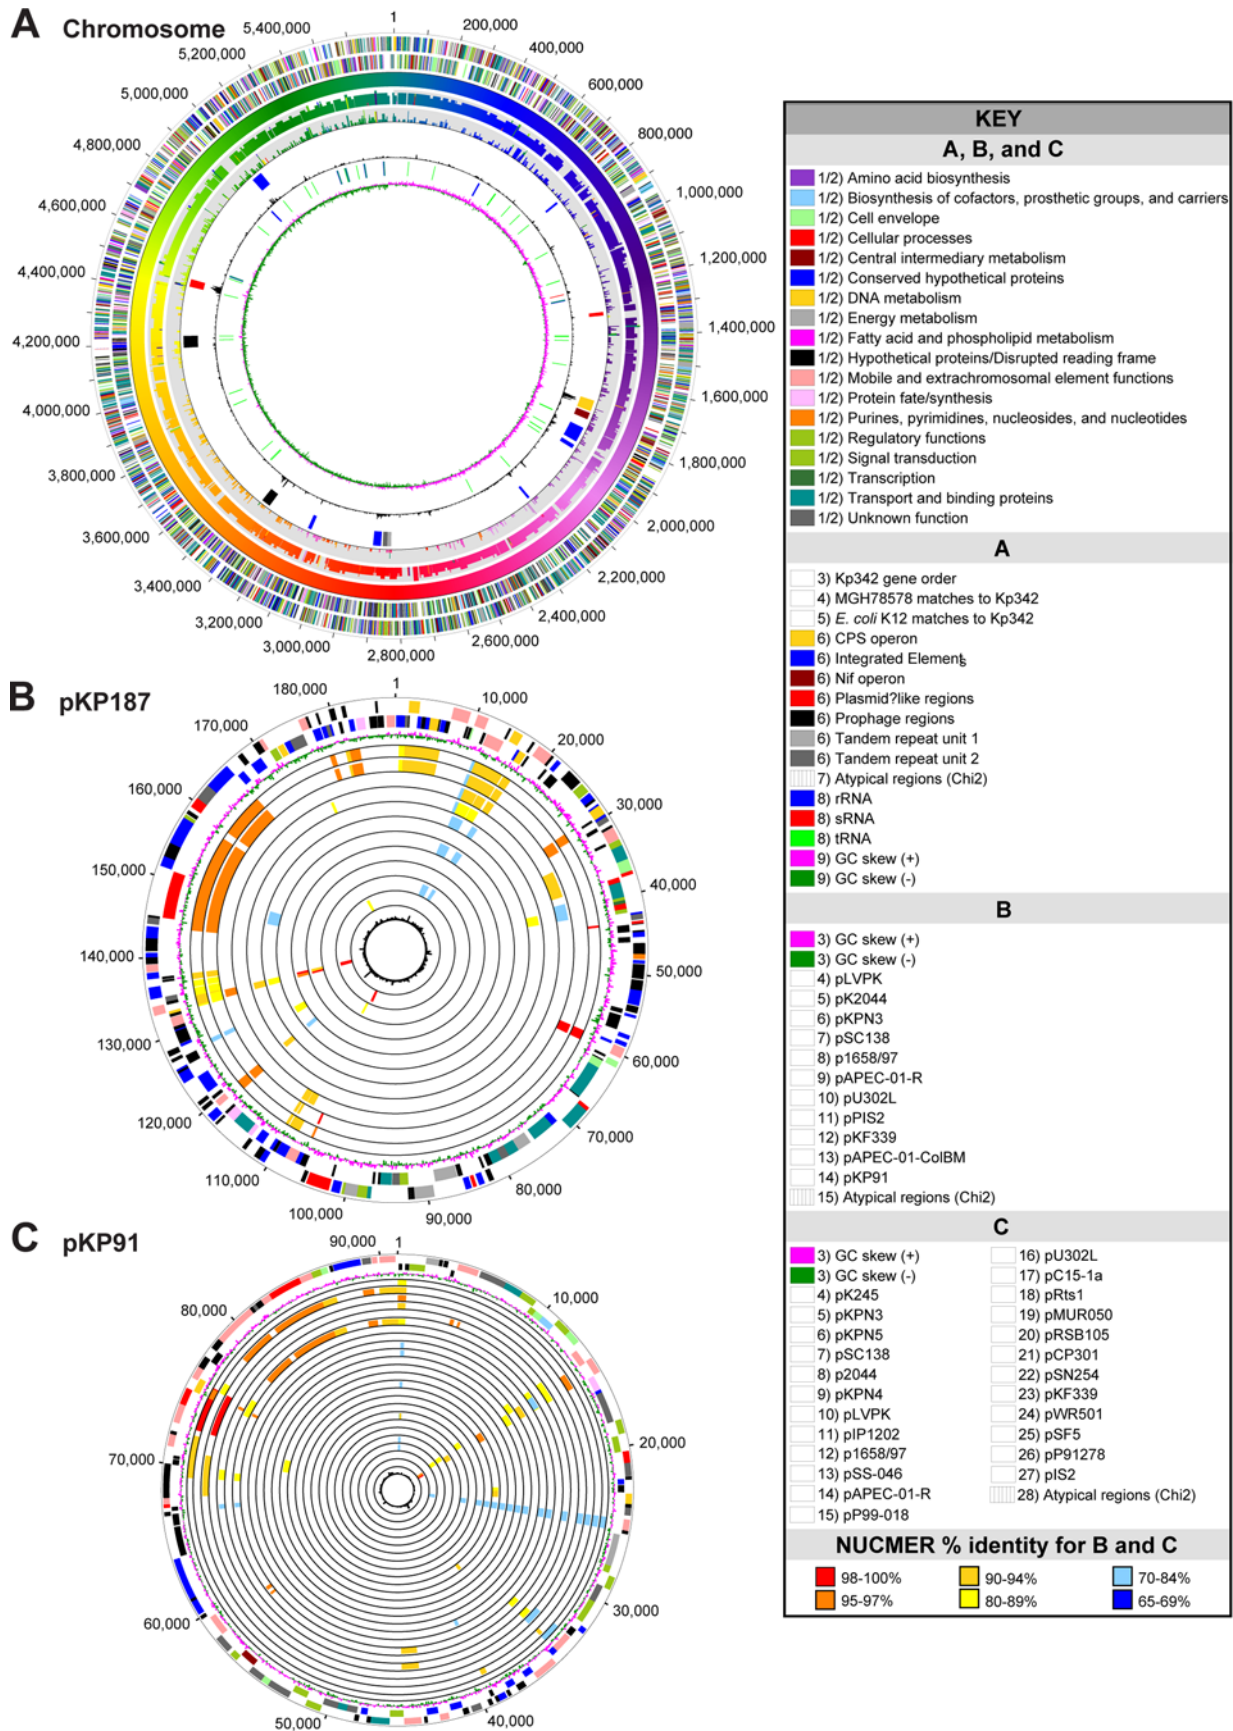 A Chromosome
1
200,000
400,000
600,000
800,000
1,000,000
1,200,000
1,400,000
1,600,000
1,800,000
2,000,000
2,200,000
2,400,000
2,600,000
2,800,000
3,000,000
3,200,000
3,400,000
3,600,000
3,800,000
4,000,000
4,200,000
4,400,000
4,600,000
4,800,000
5,000,000
5,200,000
5,400,000
B pKP187
1
10,000
20,000
30,000
40,000
50,000
60,000
70,000
80,000
90,000
100,000
110,000
120,000
130,000
140,000
150,000
160,000
170,000
180,000
C pKP91
1
10,000
20,000
30,000
40,000
50,000
60,000
70,000
80,000
90,000
KEY
A, B, and C
1/2) Amino acid biosynthesis
1/2) Biosynthesis of cofactors, prosthetic groups, and carriers
1/2) Cell envelope
1/2) Cellular processes
1/2) Central intermediary metabolism
1/2) Conserved hypothetical proteins
1/2) DNA metabolism
1/2) Energy metabolism
1/2) Fatty acid and phospholipid metabolism
1/2) Hypothetical proteins/Disrupted reading frame
1/2) Mobile and extrachromosomal element functions
1/2) Protein fate/synthesis
1/2) Purines, pyrimidines, nucleosides, and nucleotides
1/2) Regulatory functions
1/2) Signal transduction
1/2) Transcription
1/2) Transport and binding proteins
1/2) Unknown function
A
3) Kp342 gene order
4) MGH78578 matches to Kp342
5) E. coli K12 matches to Kp342
6) CPS operon
6) Integrated Elements
6) Nif operon
6) Plasmid?like regions
6) Prophage regions
6) Tandem repeat unit 1
6) Tandem repeat unit 2
7) Atypical regions (Chi2)
8) rRNA
8) sRNA
8) tRNA
9) GC skew (+)
9) GC skew (-)
B
3) GC skew (+)
3) GC skew (-)
4) pLVPK
5) pK2044
6) pKPN3
7) pSC138
8) p1658/97
9) pAPEC-01-R
10) pU302L
11) pPIS2
12) pKF339
13) pAPEC-01-ColBM
14) pKP91
15) Atypical regions (Chi2)
C
3) GC skew (+)
3) GC skew (-)
4) pK245
5) pKPN3
6) pKPN5
7) pSC138
8) p2044
9) pKPN4
10) pLVPK
11) pIP1202
12) p1658/97
13) pSS-046
14) pAPEC-01-R
15) pP99-018
16) pU302L
17) pC15-1a
18) pRts1
19) pMUR050
20) pRSB105
21) pCP301
22) pSN254
23) pKF339
24) pWR501
25) pSF5
26) pP91278
27) pIS2
28) Atypical regions (Chi2)
NUCMER % identity for B and C
98-100%
90-94%
70-84%
95-97%
80-89%
65-69%